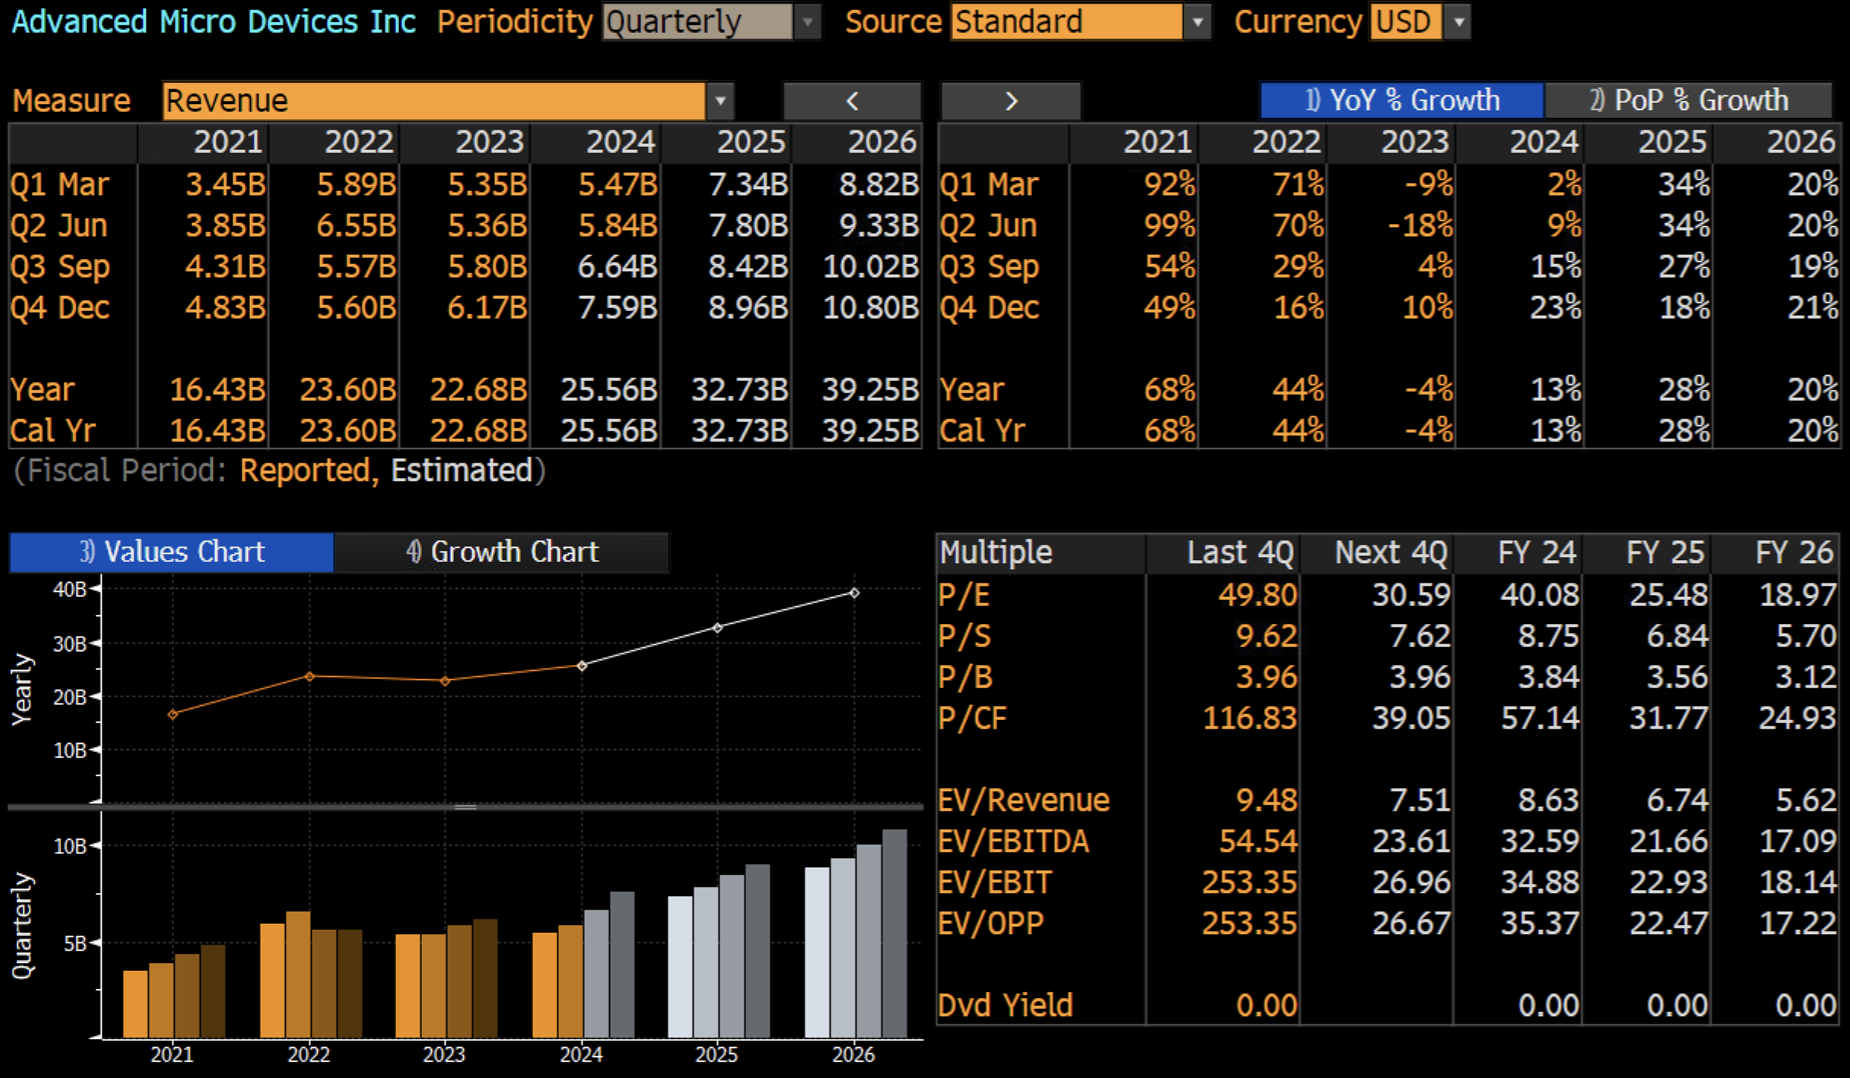 Advanced Micro Devices Inc Periodicity Quarterly Source Standard Currency USD
Measure Revenue < > 1) YoY % Growth 2) PoP % Growth
2021 2022 2023 2024 2025 2026 2021 2022 2023 2024 2025 2026
Q1 Mar 3.45B 5.89B 5.35B 5.47B 7.34B 8.82B Q1 Mar 92% 71% -9% 2% 34% 20%
Q2 Jun 3.85B 6.55B 5.36B 5.84B 7.80B 9.33B Q2 Jun 99% 70% -18% 9% 34% 20%
Q3 Sep 4.31B 5.57B 5.80B 6.64B 8.42B 10.02B Q3 Sep 54% 29% 4% 15% 27% 19%
Q4 Dec 4.83B 5.60B 6.17B 7.59B 8.96B 10.80B Q4 Dec 49% 16% 10% 23% 18% 21%
Year 16.43B 23.60B 22.68B 25.56B 32.73B 39.25B Year 68% 44% -4% 13% 28% 20%
Cal Yr 16.43B 23.60B 22.68B 25.56B 32.73B 39.25B Cal Yr 68% 44% -4% 13% 28% 20%
(Fiscal Period: Reported, Estimated)
3) Values Chart 4) Growth Chart
40B
30B
20B
10B
Yearly
10B
5B
Quarterly
2021 2022 2023 2024 2025 2026
Multiple Last 4Q Next 4Q FY 24 FY 25 FY 26
P/E 49.80 30.59 40.08 25.48 18.97
P/S 9.62 7.62 8.75 6.84 5.70
P/B 3.96 3.96 3.84 3.56 3.12
P/CF 116.83 39.05 57.14 31.77 24.93
EV/Revenue 9.48 7.51 8.63 6.74 5.62
EV/EBITDA 54.54 23.61 32.59 21.66 17.09
EV/EBIT 253.35 26.96 34.88 22.93 18.14
EV/OPP 253.35 26.67 35.37 22.47 17.22
Dvd Yield 0.00 0.00 0.00 0.00